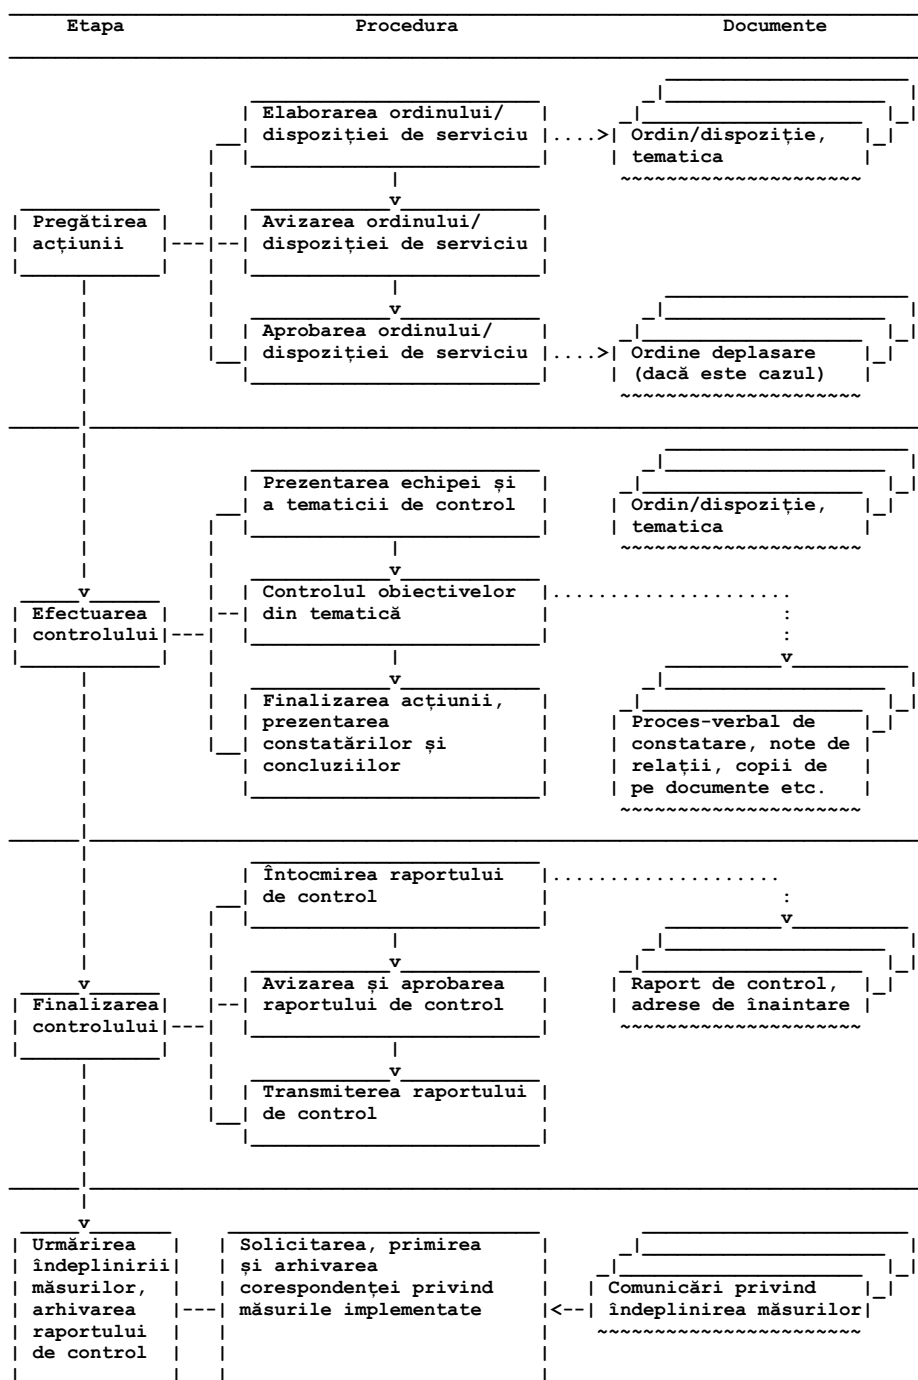 Etapa Procedura Documente
Elaborarea ordinului/
dispoziției de serviciu ....> Ordin/dispoziție,
tematica
Pregătirea Avizarea ordinului/
acțiunii dispoziției de serviciu
Aprobarea ordinului/
dispoziției de serviciu ....> Ordine deplasare
(dacă este cazul)
Prezentarea echipei și
a tematicii de control Ordin/dispoziție,
tematica
Controlul obiectivelor
Efectuarea din tematică
controlului
Finalizarea acțiunii,
prezentarea Proces-verbal de
constatărilor și constatare, note de
concluziilor relații, copii de
pe documente etc.
Întocmirea raportului
de control
Avizarea și aprobarea Raport de control,
Finalizarea raportului de control adrese de înaintare
controlului
Transmiterea raportului
de control
Urmărirea Solicitarea, primirea
îndeplinirii și arhivarea
măsurilor, corespondenței privind Comunicări privind
arhivarea măsurile implementate <-- îndeplinirea măsurilor
raportului
de control